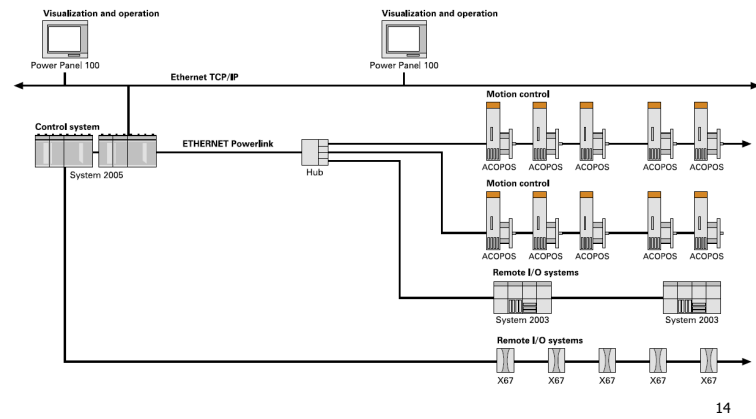 Visualization and operation
Visualization and operation
Power Panel 100
Power Panel 100
Ethernet TCP/IP
Motion control
Control system
ETHERNET Powerlink
System 2005
Hub
ACOPOS ACOPOS ACOPOS ACOPOS ACOPOS
Motion control
ACOPOS ACOPOS ACOPOS ACOPOS ACOPOS
Remote I/O systems
System 2003
System 2003
Remote I/O systems
X67 X67 X67 X67 X67
14